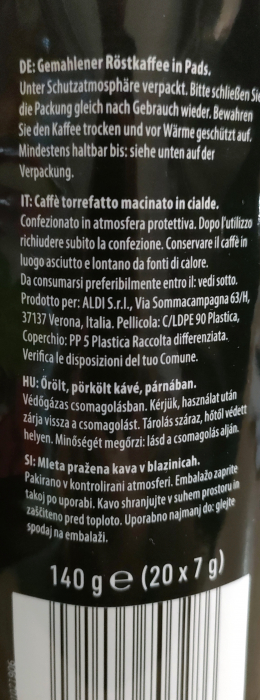 DE: Gemahlener Röstkaffee in Pads.
Unter Schutzatmosphäre verpackt. Bitte schließen Sie
die Packung gleich nach Gebrauch wieder. Bewahren
Sie den Kaffee trocken und vor Wärme geschützt auf.
Mindestens haltbar bis: siehe unten auf der
Verpackung.
IT: Caffè torrefatto macinato in cialde.
Confezionato in atmosfera protettiva. Dopo l'utilizzo
richiudere subito la confezione. Conservare il caffè in
luogo asciutto e lontano da fonti di calore.
Da consumarsi preferibilmente entro il: vedi sotto.
Prodotto per: ALDI S.r.l., Via Sommacampagna 63/H,
37137 Verona, Italia. Pellicola: C/LDPE 90 Plastica,
Coperchio: PP 5 Plastica Raccolta differenziata.
Verifica le disposizioni del tuo Comune.
HU: Őrölt, pörkölt kávé, párnában.
Védőgázas csomagolásban. Kérjük, használat után
zárja vissza a csomagolást. Tárolás száraz, hőtől védett
helyen. Minőségét megőrzi: lásd a csomagolás alján.
SI: Mleta pražena kava v blazinicah.
Pakirano v kontrolirani atmosferi. Embalažo zaprite
takoj po uporabi. Kavo shranjujte v suhem prostoru in
zaščiteno pred toploto. Uporabno najmanj do: glejte
spodaj na embalaži.
140 g e (20 x 7 g)